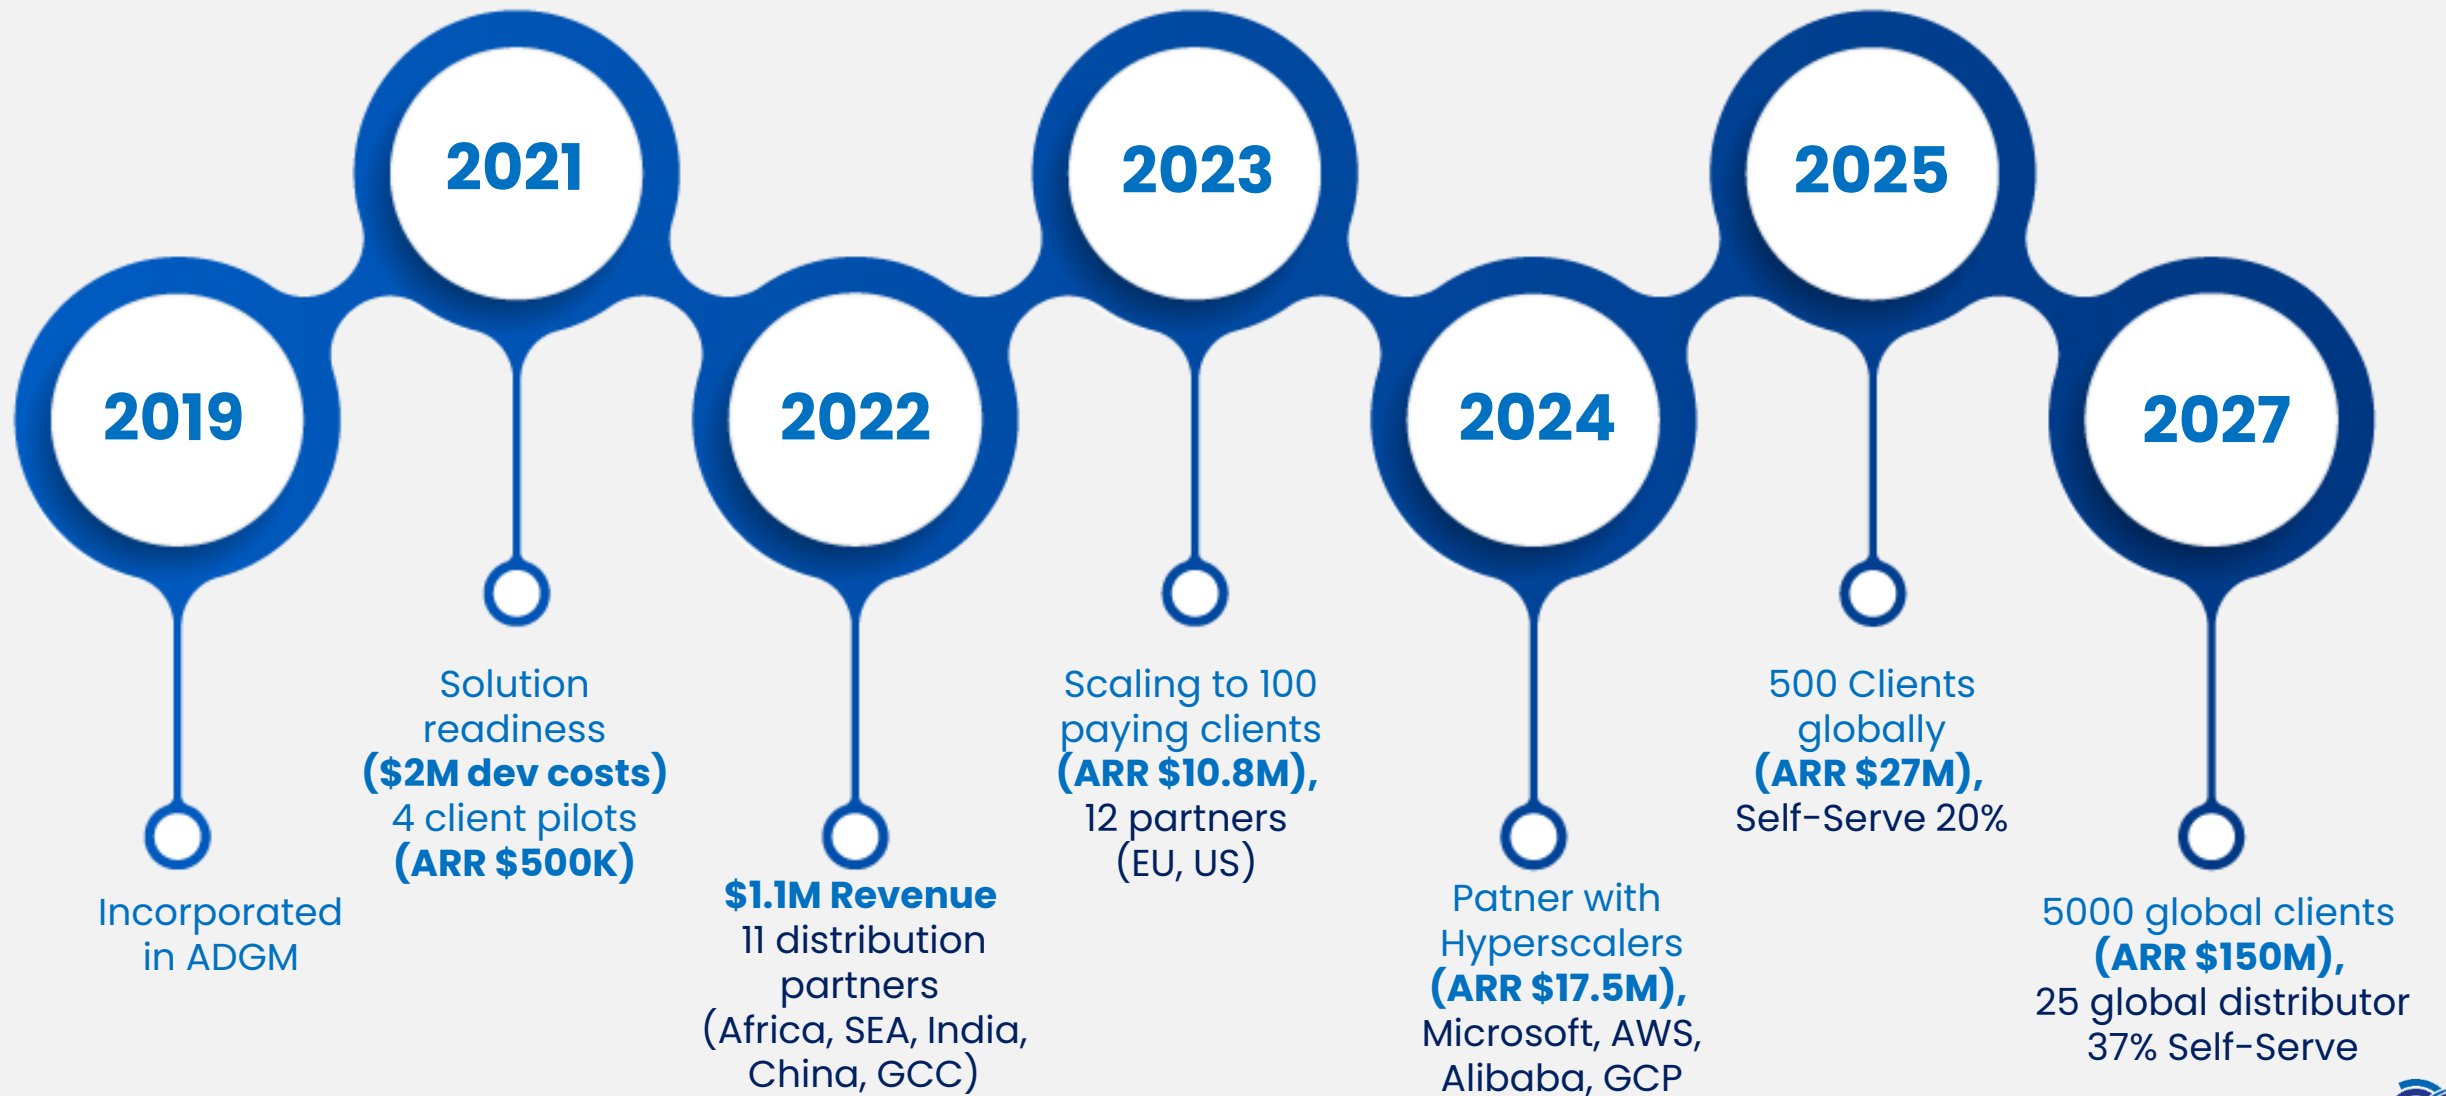 2019
Incorporated
in ADGM
2021
Solution
readiness
($2M dev costs)
4 client pilots
(ARR $500K)
2022
$1.1M Revenue
11 distribution
partners
(Africa, SEA, India,
China, GCC)
2023
Scaling to 100
paying clients
(ARR $10.8M),
12 partners
(EU, US)
2024
Patner with
Hyperscalers
(ARR $17.5M),
Microsoft, AWS,
Alibaba, GCP
2025
500 Clients
globally
(ARR $27M),
Self-Serve 20%
2027
5000 global clients
(ARR $150M),
25 global distributor
37% Self-Serve